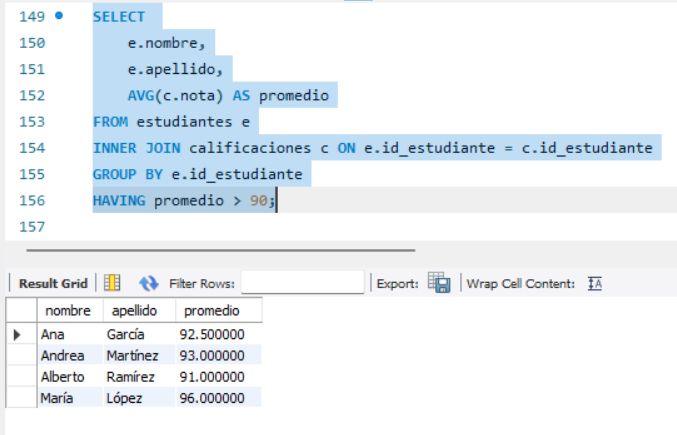 149 SELECT
150 e.nombre,
151 e.apellido,
152 AVG(c.nota) AS promedio
153 FROM estudiantes e
154 INNER JOIN calificaciones c ON e.id_estudiante = c.id_estudiante
155 GROUP BY e.id_estudiante
156 HAVING promedio > 90;
157
Result Grid Filter Rows: Export: Wrap Cell Content: IA
nombre apellido promedio
Ana García 92.500000
Andrea Martínez 93.000000
Alberto Ramírez 91.000000
María López 96.000000